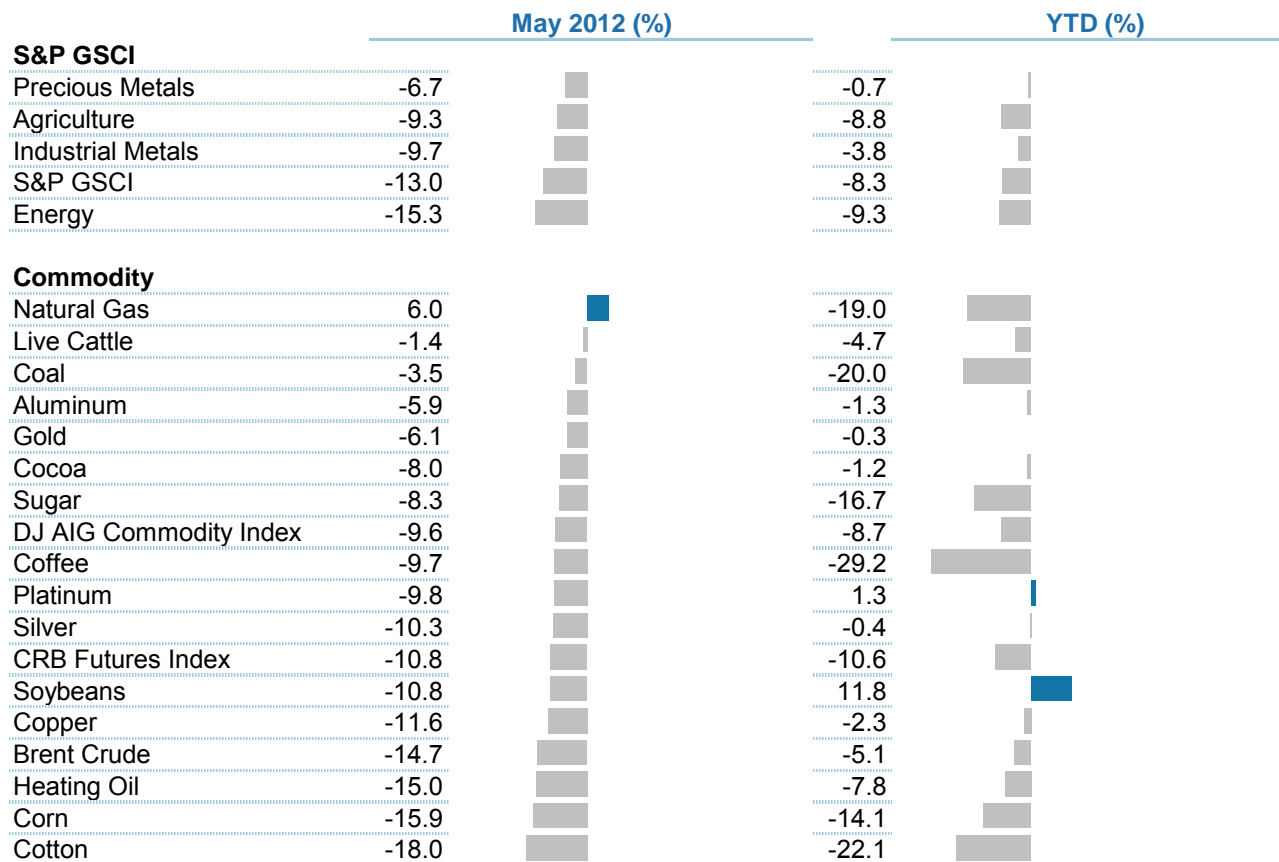 May 2012 (%) YTD (%)
S&P GSCI
Precious Metals -6.7 -0.7
Agriculture -9.3 -8.8
Industrial Metals -9.7 -3.8
S&P GSCI -13.0 -8.3
Energy -15.3 -9.3
Commodity
Natural Gas 6.0 -19.0
Live Cattle -1.4 -4.7
Coal -3.5 -20.0
Aluminum -5.9 -1.3
Gold -6.1 -0.3
Cocoa -8.0 -1.2
Sugar -8.3 -16.7
DJ AIG Commodity Index -9.6 -8.7
Coffee -9.7 -29.2
Platinum -9.8 1.3
Silver -10.3 -0.4
CRB Futures Index -10.8 -10.6
Soybeans -10.8 11.8
Copper -11.6 -2.3
Brent Crude -14.7 -5.1
Heating Oil -15.0 -7.8
Corn -15.9 -14.1
Cotton -18.0 -22.1